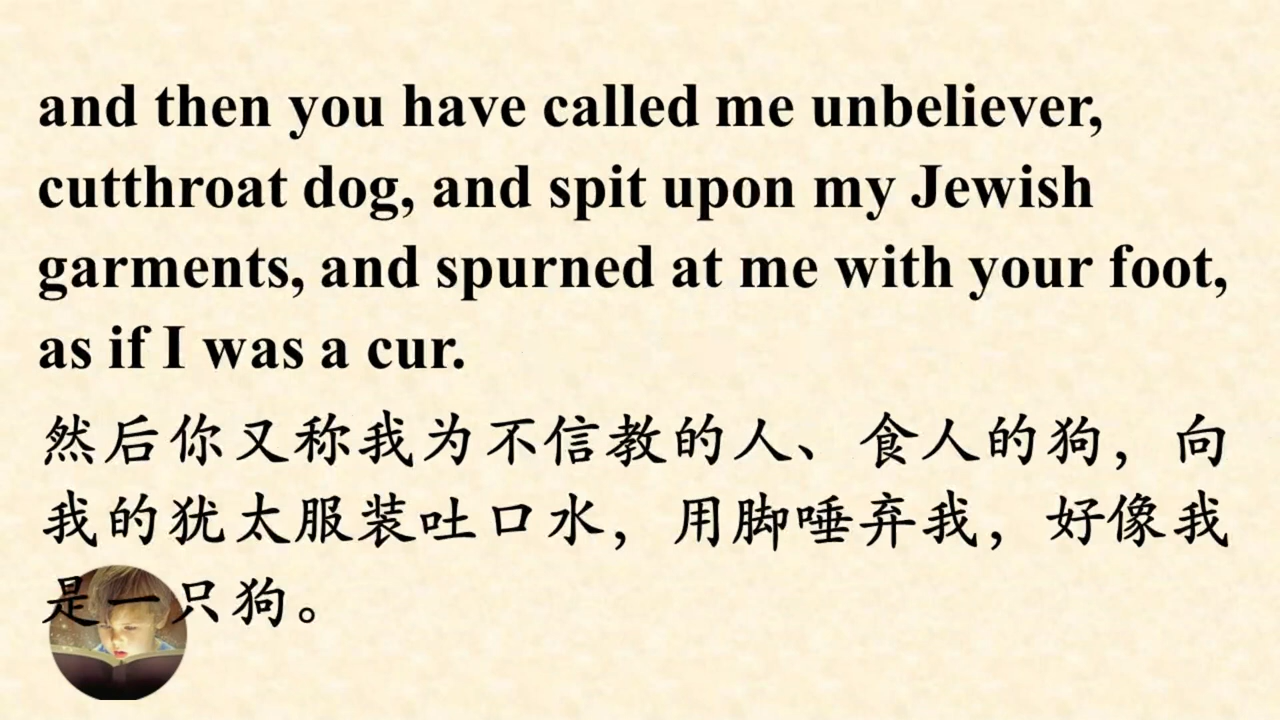 and then you have called me unbeliever,
cutthroat dog, and spit upon my Jewish
garments, and spurned at me with your foot,
as if I was a cur.
然后你又称我为不信教的人、食人的狗，向
我的犹太服装吐口水，用脚唾弃我，好像我
是一只狗。